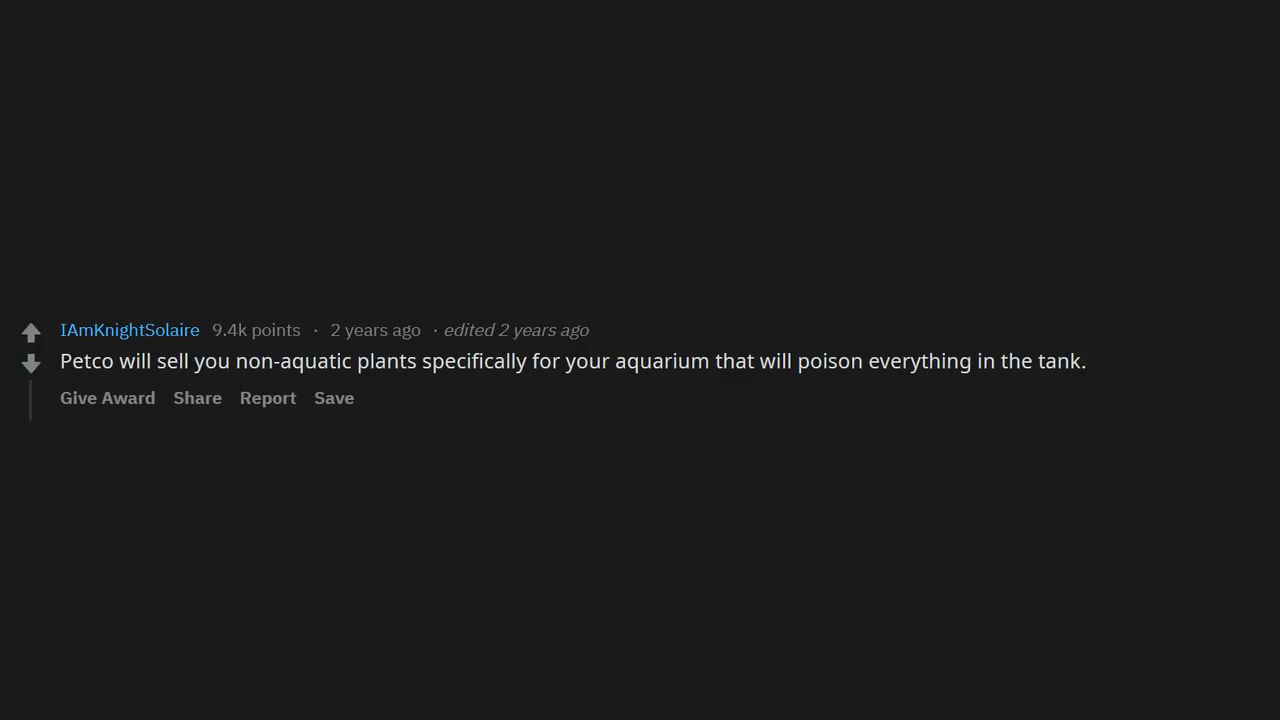 IAmKnightSolaire 9.4k points · 2 years ago · edited 2 years ago
Petco will sell you non-aquatic plants specifically for your aquarium that will poison everything in the tank.
Give Award Share Report Save